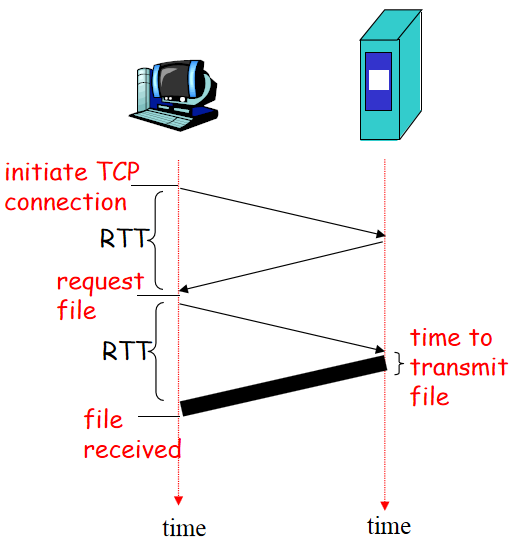 initiate TCP
connection
RTT
request
file
RTT
time to
transmit
file
file
received
time
time